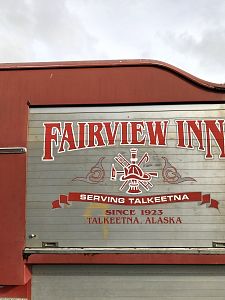 FAIRVIEW INN
SERVING TALKEETNA
SINCE 1923
TALKEETNA, ALASKA